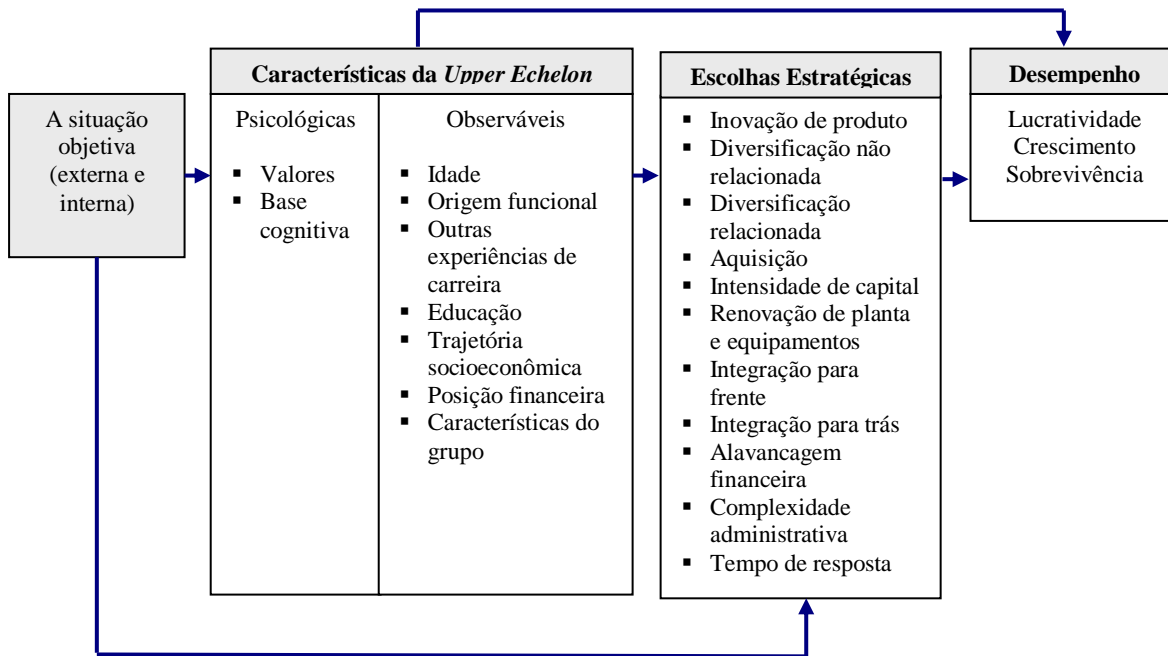 Características da Upper Echelon
A situação
objetiva
(externa e
interna)
Psicológicas
▪ Valores
▪ Base
cognitiva
Observáveis
▪ Idade
▪ Origem funcional
▪ Outras
experiências de
carreira
▪ Educação
▪ Trajetória
socioeconômica
▪ Posição financeira
▪ Características do
grupo
Escolhas Estratégicas
▪ Inovação de produto
▪ Diversificação não
relacionada
▪ Diversificação
relacionada
▪ Aquisição
▪ Intensidade de capital
▪ Renovação de planta
e equipamentos
▪ Integração para
frente
▪ Integração para trás
▪ Alavancagem
financeira
▪ Complexidade
administrativa
▪ Tempo de resposta
Desempenho
Lucratividade
Crescimento
Sobrevivência